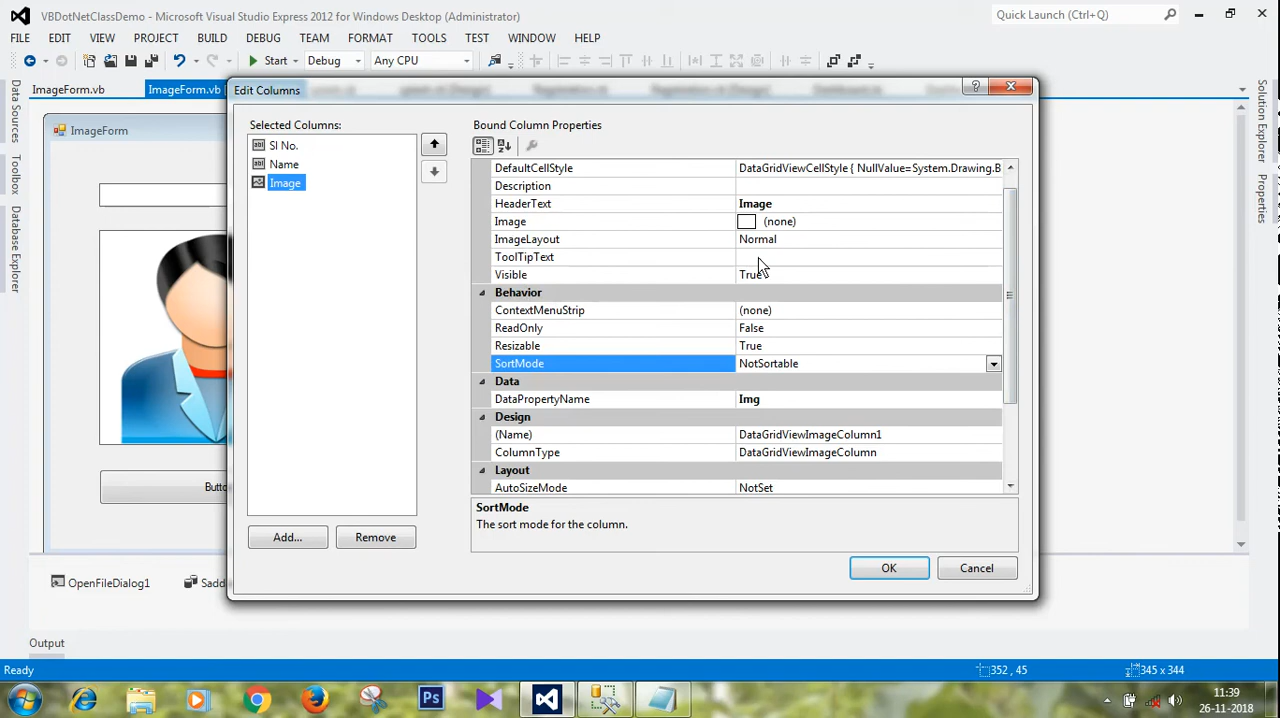 VBDotNetClassDemo - Microsoft Visual Studio Express 2012 for Windows Desktop (Administrator)
Quick Launch (Ctrl+Q)
FILE EDIT VIEW PROJECT BUILD DEBUG TEAM FORMAT TOOLS TEST WINDOW HELP
Start Debug Any CPU
ImageForm.vb ImageForm.vb
Edit Columns
Data Sources
Toolbox
Database Explorer
Solution Explorer
Properties
ImageForm
Selected Columns:
Sl No.
Name
Image
Bound Column Properties
DefaultCellStyle DataGridViewCellStyle { NullValue=System.Drawing.B
Description
HeaderText Image
Image (none)
ImageLayout Normal
ToolTipText
Visible True
Behavior
ContextMenuStrip (none)
ReadOnly False
Resizable True
SortMode NotSortable
Data
DataPropertyName Img
Design
(Name) DataGridViewImageColumn1
ColumnType DataGridViewImageColumn
Layout
AutoSizeMode NotSet
SortMode
The sort mode for the column.
Add... Remove
OK Cancel
Butto
OpenFileDialog1 Sadd
Output
Ready 352 , 45 345 x 344
Ps
11:39
26-11-2018